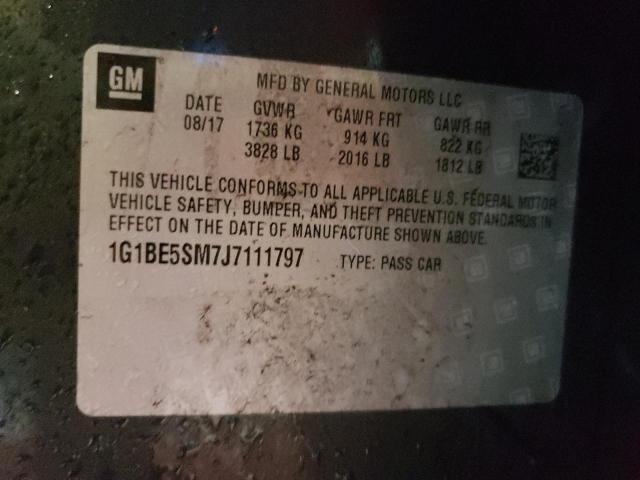 GM
MFD BY GENERAL MOTORS LLC
DATE GVWR GAWR FRT GAWR RR
08/17 1736 KG 914 KG 822 KG
3828 LB 2016 LB 1812 LB
THIS VEHICLE CONFORMS TO ALL APPLICABLE U.S. FEDERAL MOTOR
VEHICLE SAFETY, BUMPER, AND THEFT PREVENTION STANDARDS IN
EFFECT ON THE DATE OF MANUFACTURE SHOWN ABOVE.
1G1BE5SM7J7111797 TYPE: PASS CAR